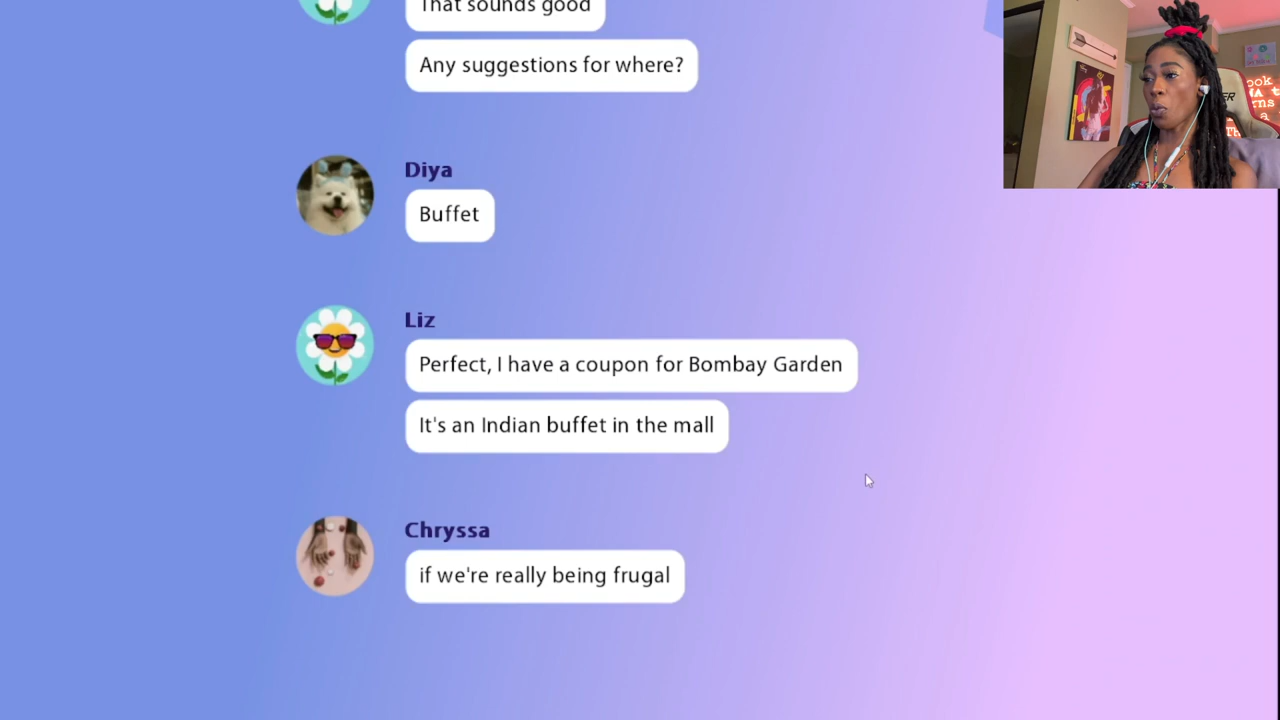 That sounds good
Any suggestions for where?
Diya
Buffet
Liz
Perfect, I have a coupon for Bombay Garden
It's an Indian buffet in the mall
Chryssa
if we're really being frugal